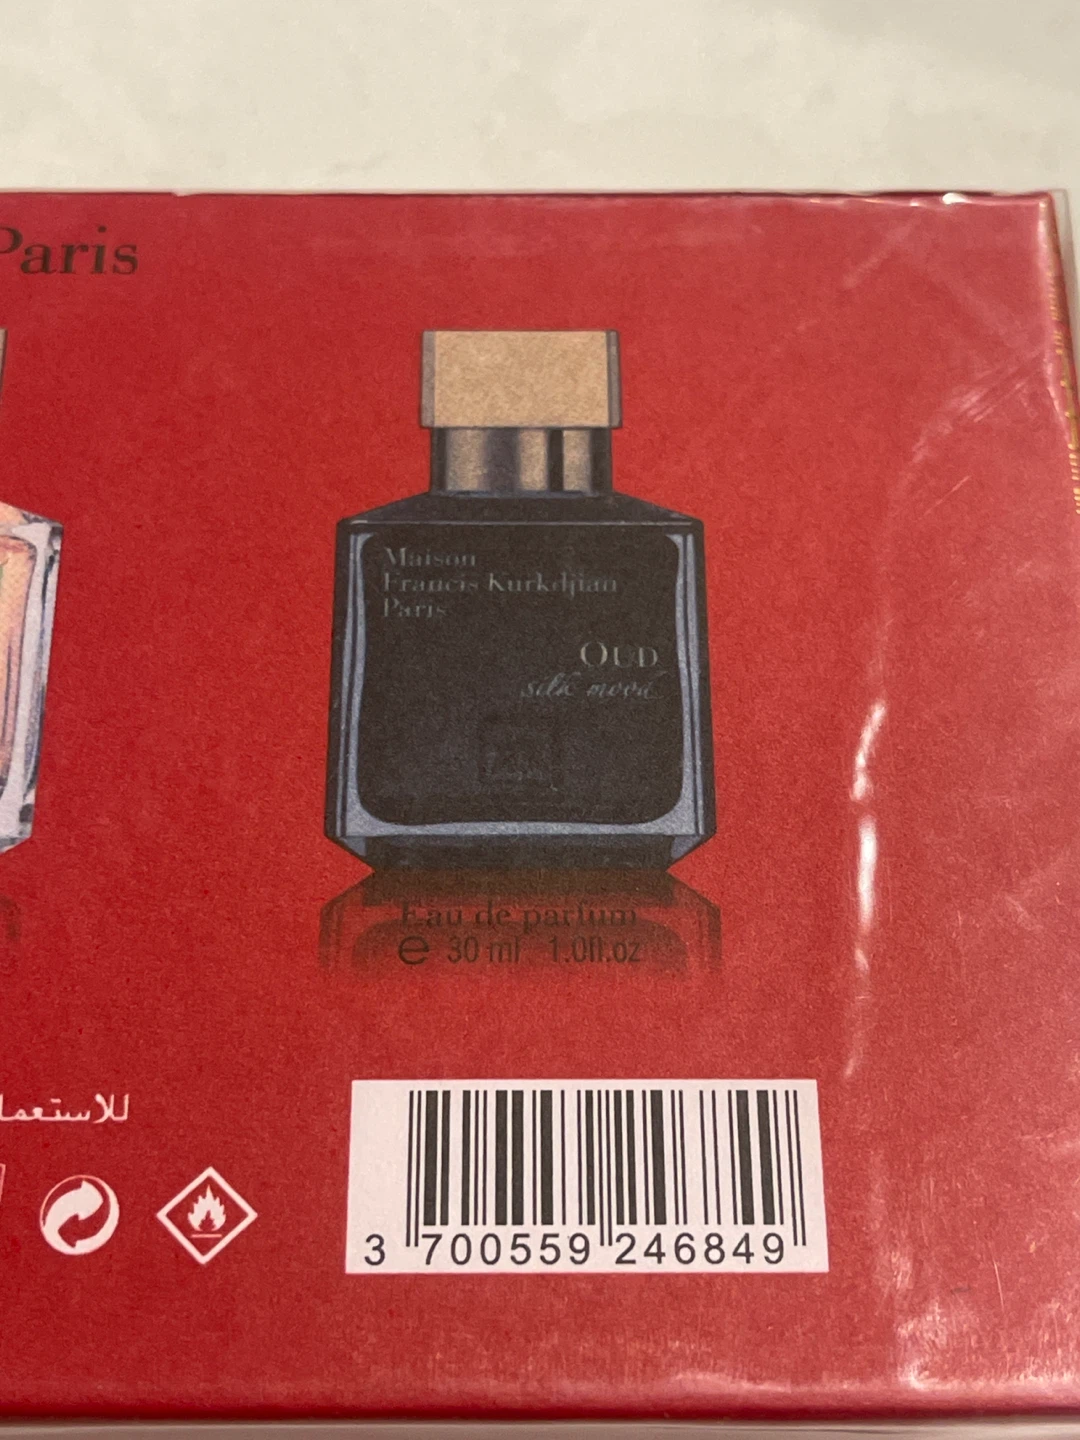 Paris
Maison
Francis Kurkdjian
Paris
OUD
silk mood
Eau de parfum
e 30 ml 1.0fl.oz
للاستعما
3 700559 246849